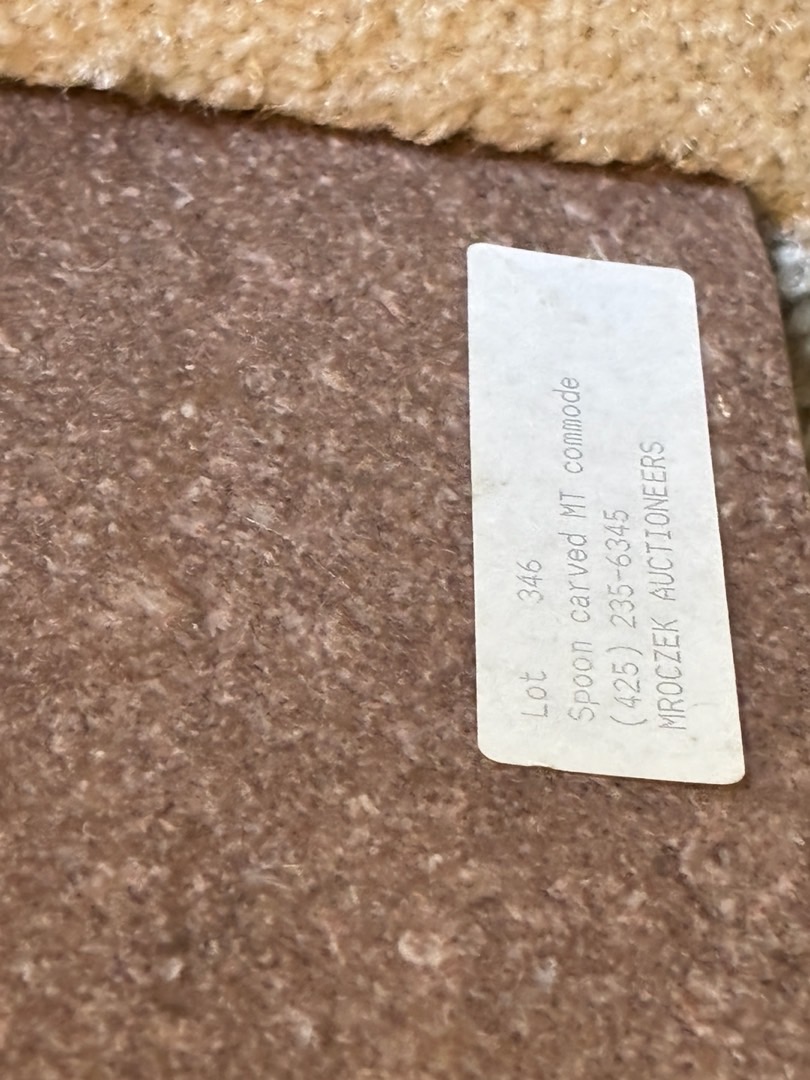 Lot 346
Spoon carved MT commode
(425) 235-6345
MROCZEK AUCTIONEERS